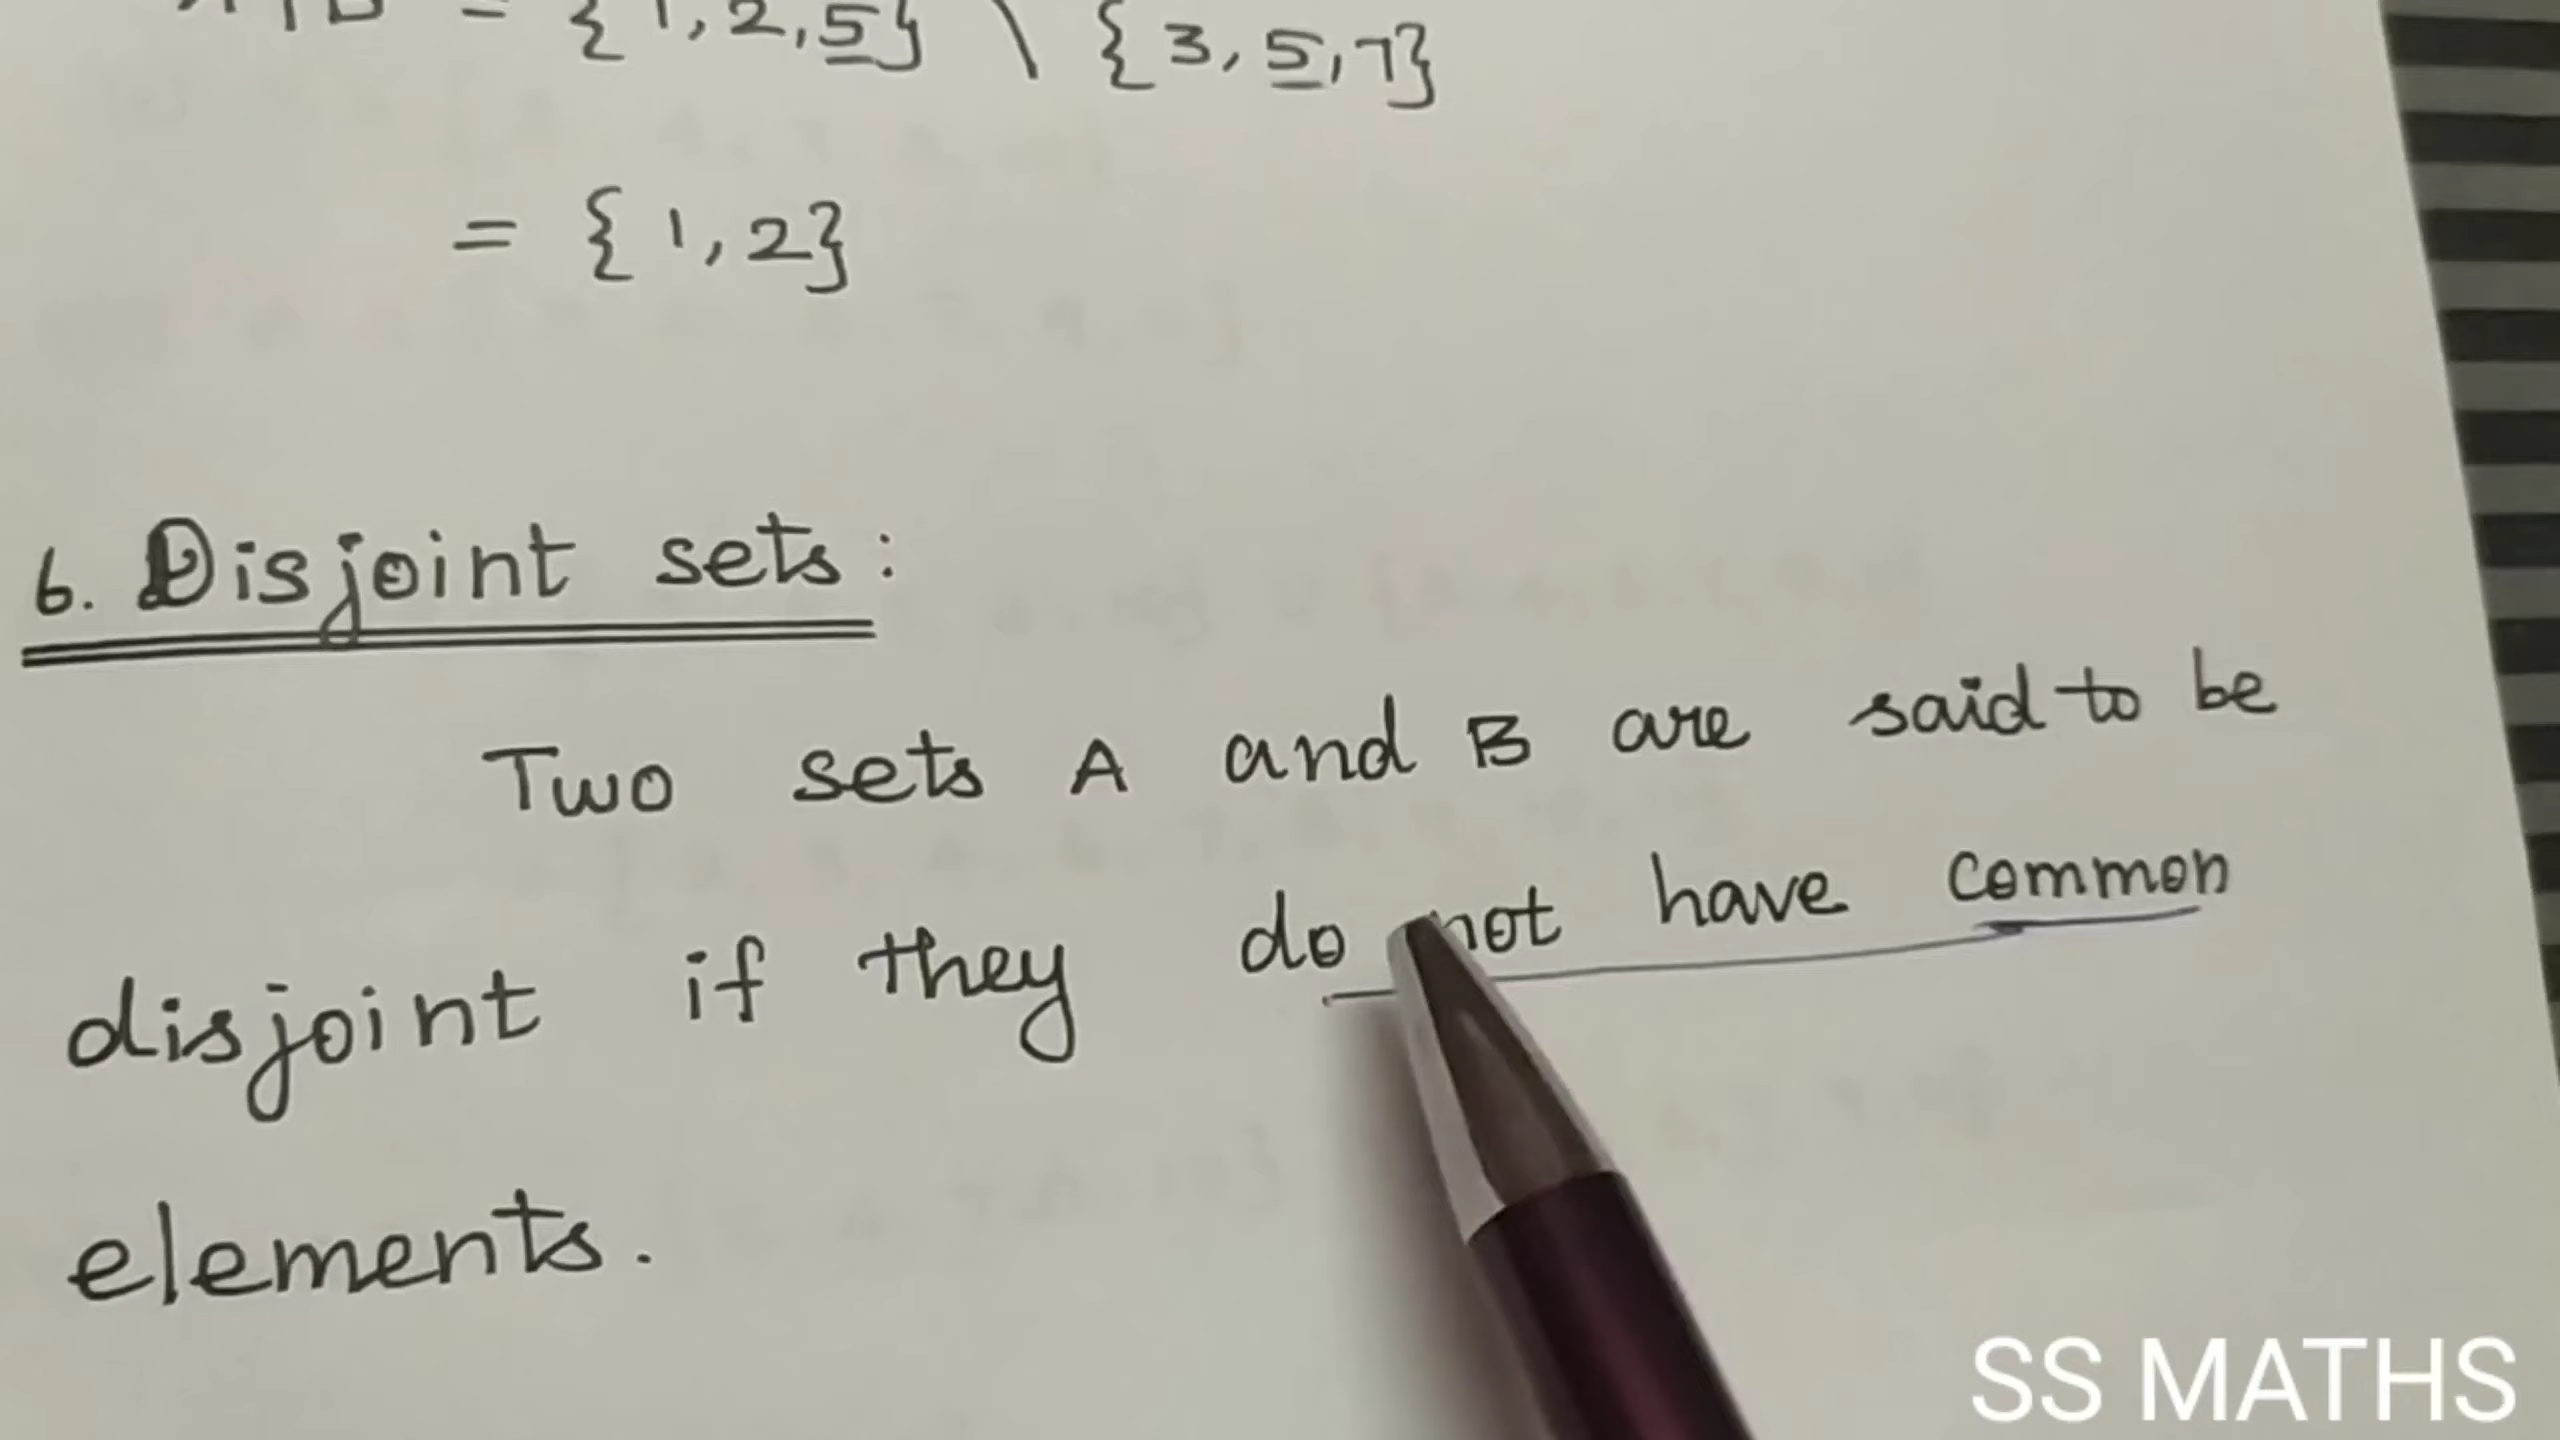 = {1,2,5} \ {3,5,7}
= {1,2}
6. Disjoint sets:
Two sets A and B are said to be
disjoint if they do not have common
elements.
SS MATHS